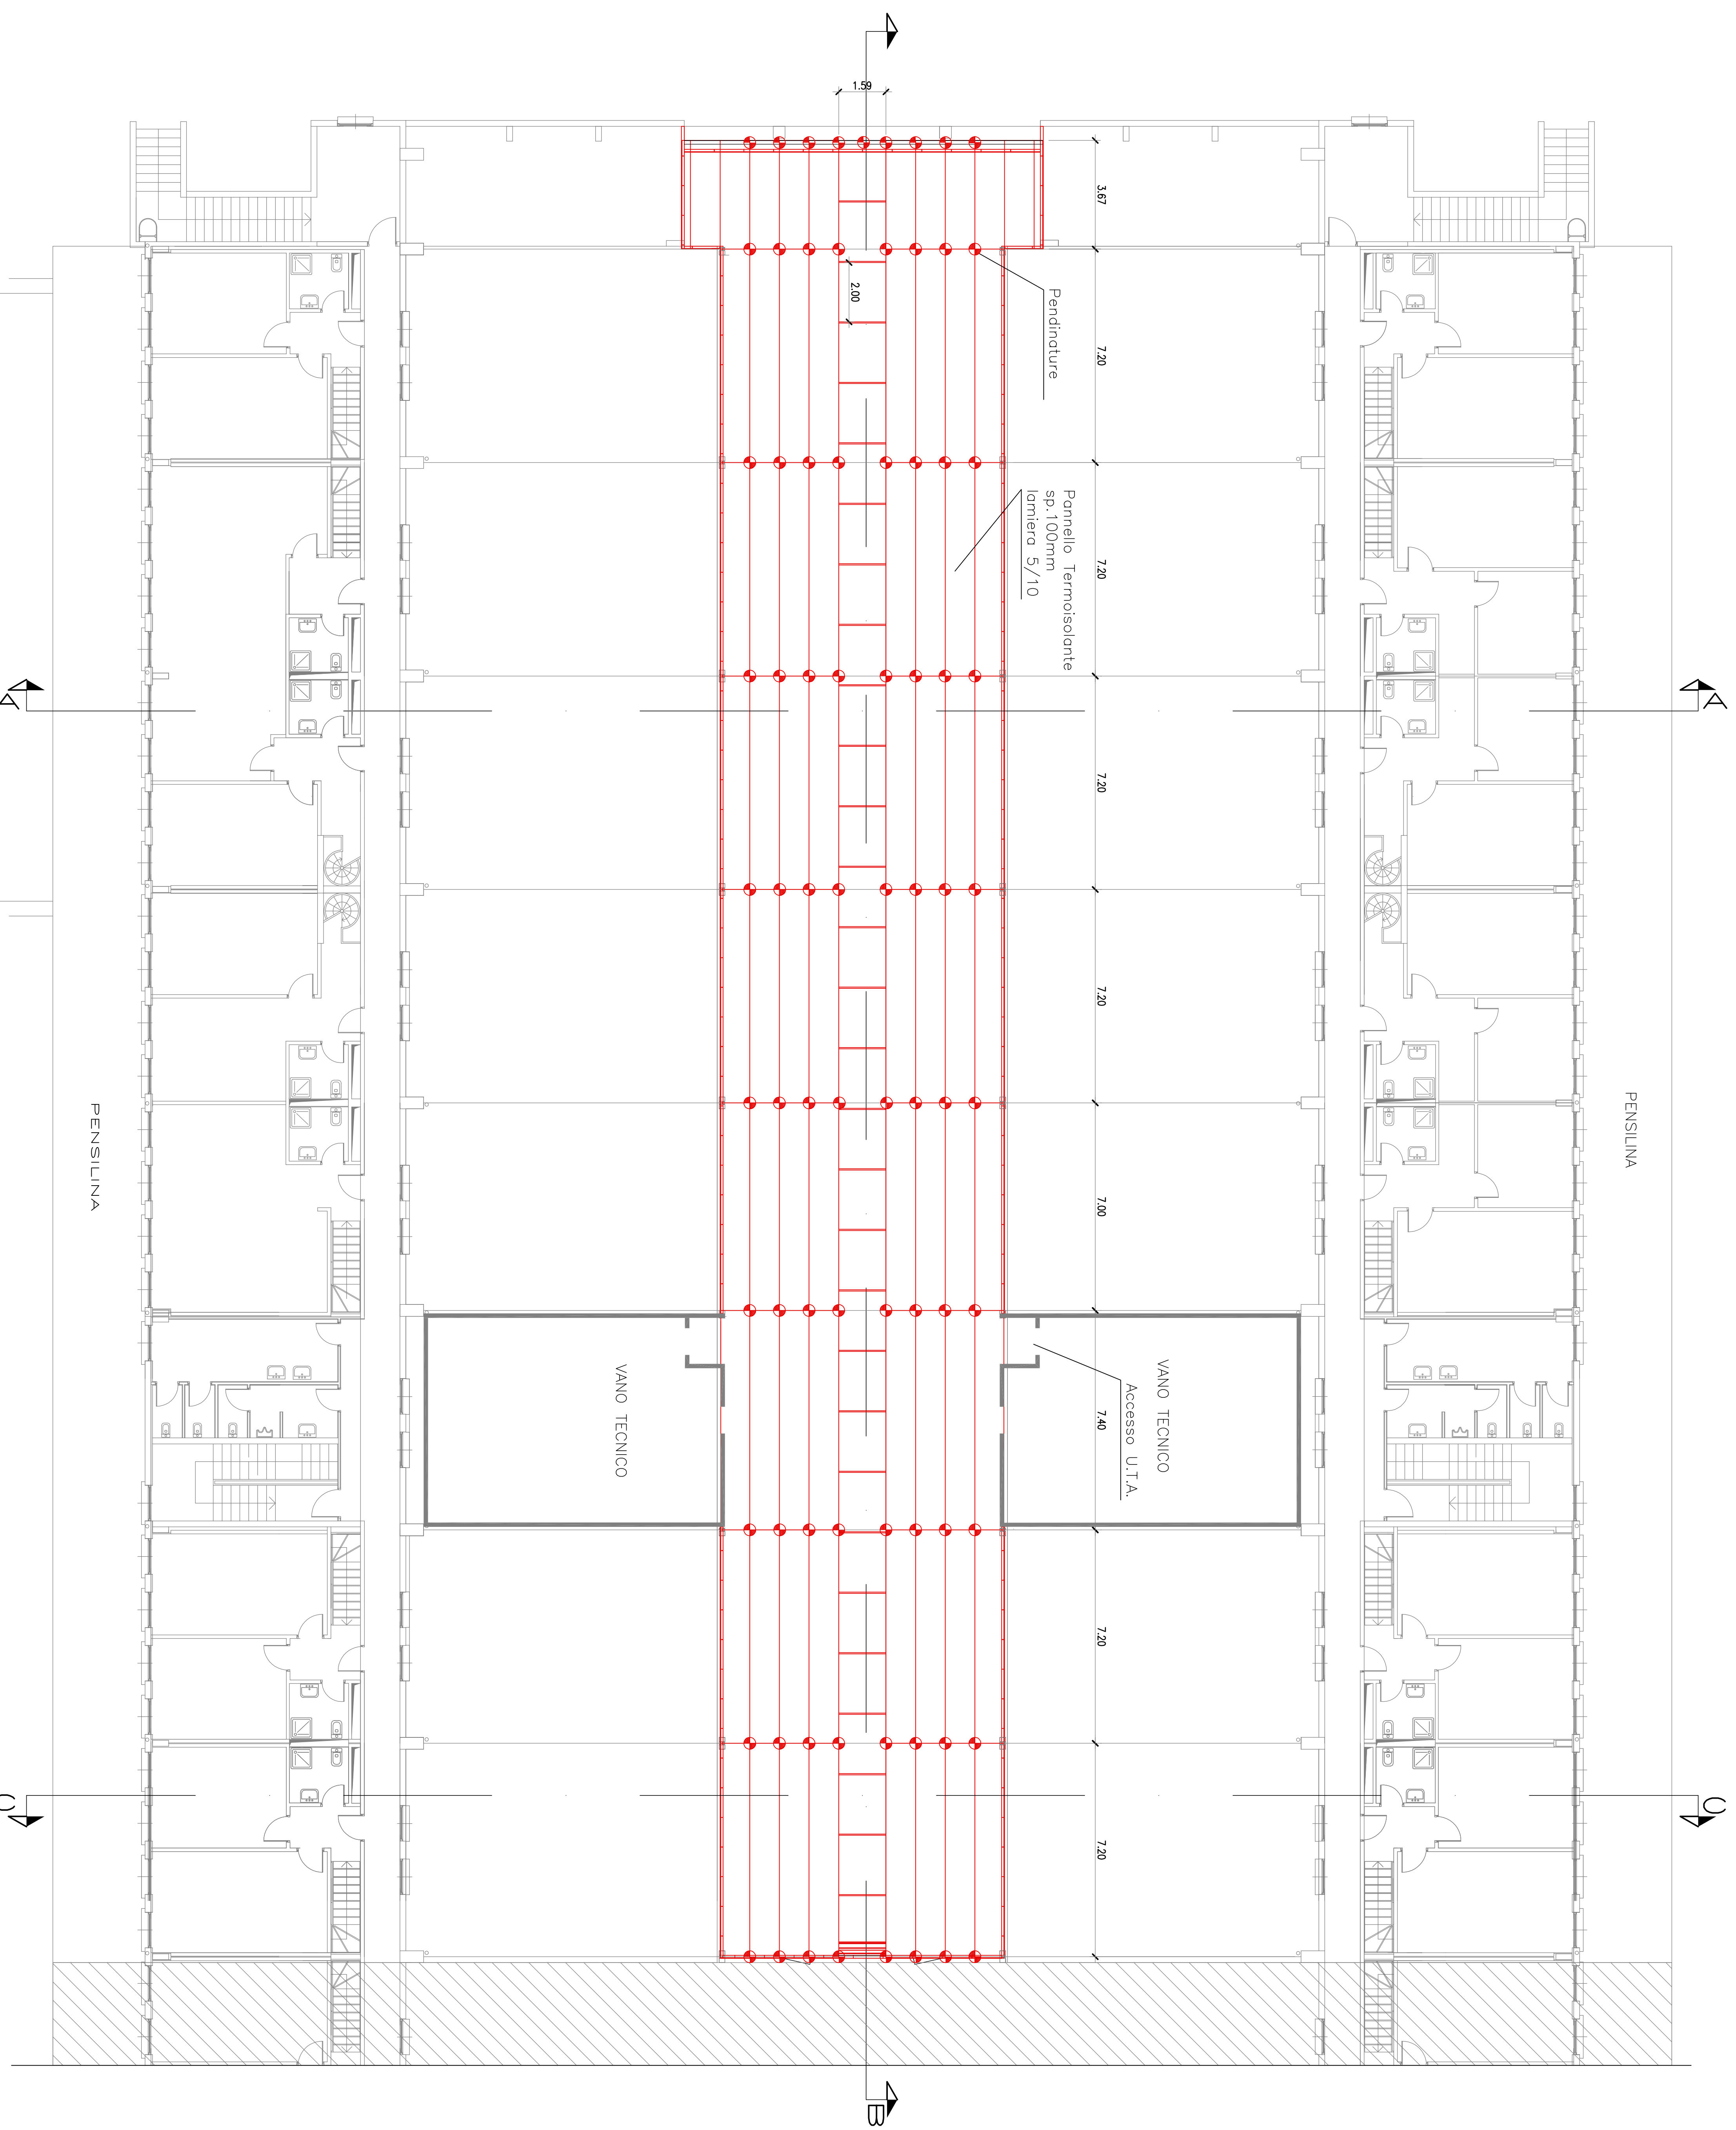 1.59
3.67
2.00
Pendinature
7.20
Pannello Termoisolante
sp.100mm
lamiera 5/10
7.20
A
A
7.20
7.20
PENSILINA
PENSILINA
7.00
VANO TECNICO
VANO TECNICO
Accesso U.T.A.
7.40
7.20
C
C
7.20
B